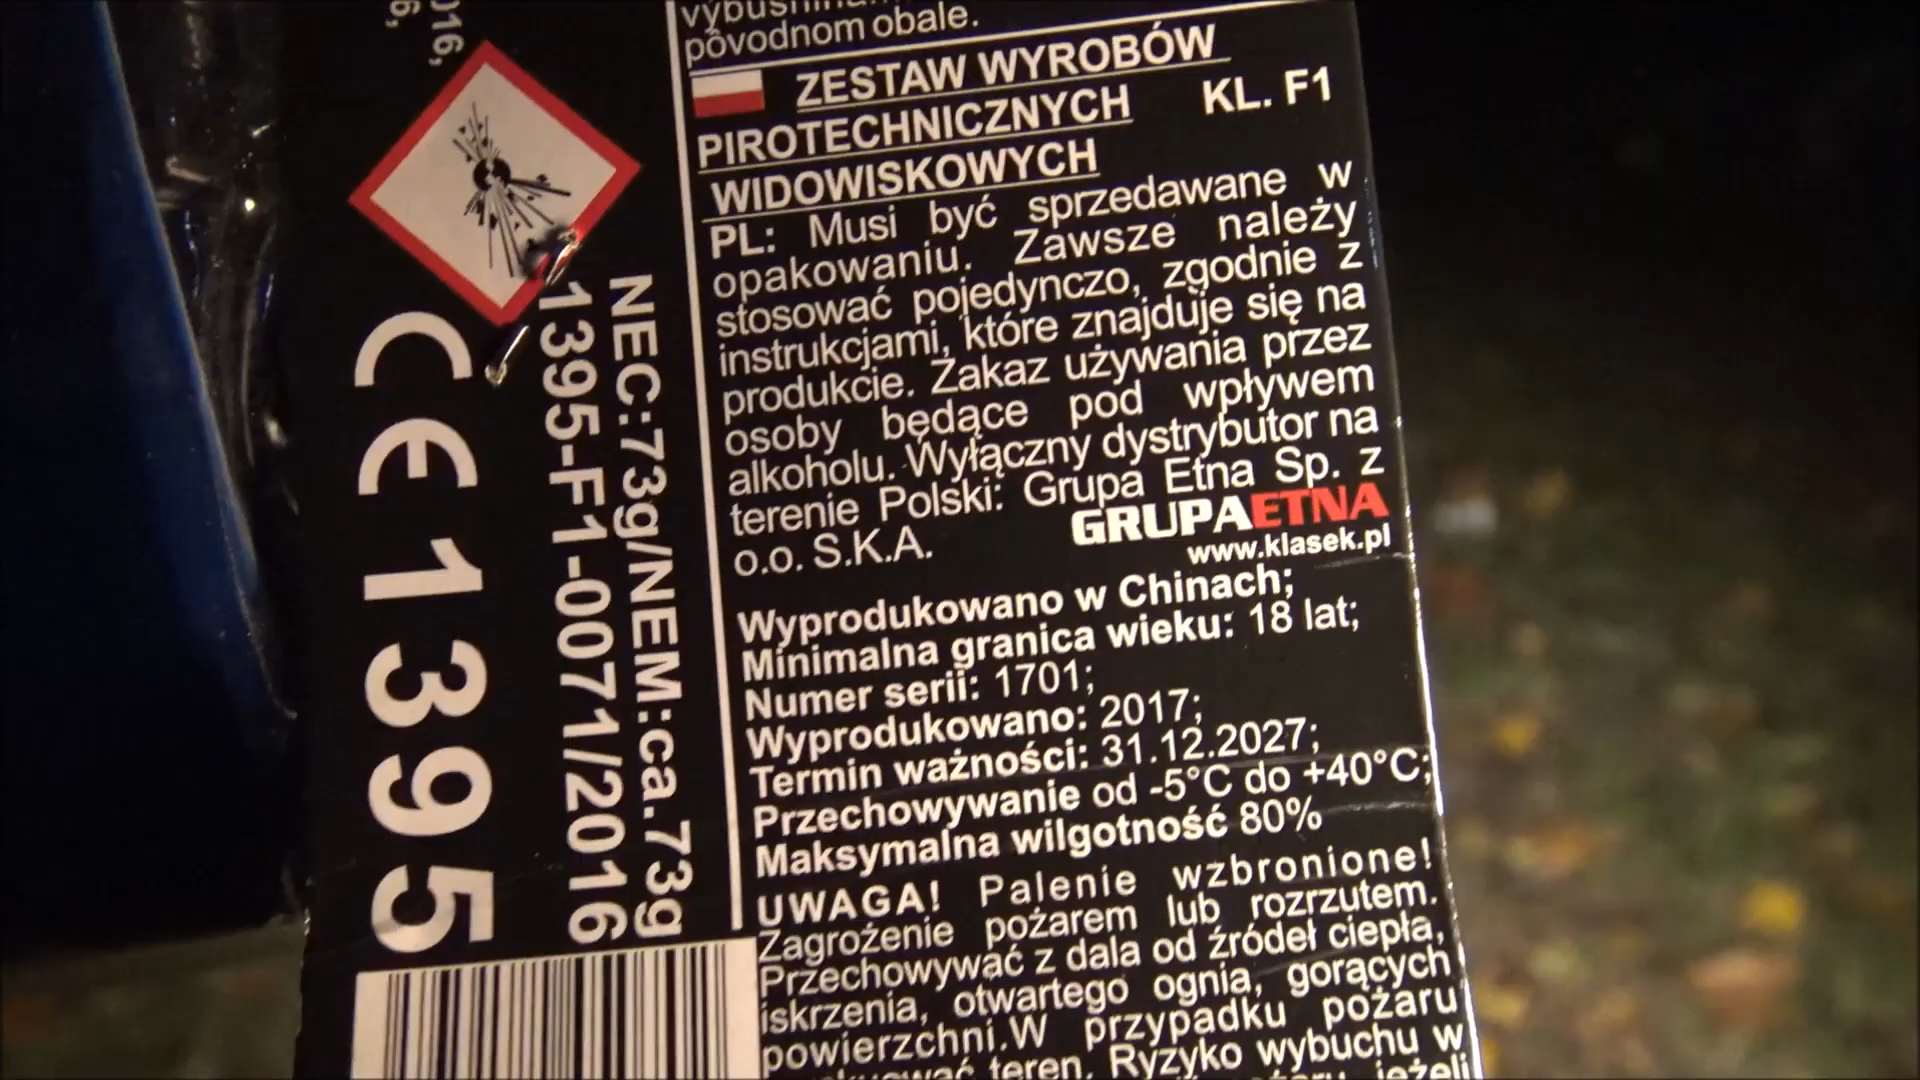 pôvodnom obale.
ZESTAW WYROBÓW
PIROTECHNICZNYCH KL. F1
WIDOWISKOWYCH
PL: Musi być sprzedawane w
opakowaniu. Zawsze należy
stosować pojedynczo, zgodnie z
instrukcjami, które znajduje się na
produkcie. Zakaz używania przez
osoby będące pod wpływem
alkoholu. Wyłączny dystrybutor na
terenie Polski: Grupa Etna Sp. z
o.o. S.K.A.
GRUPAETNA
www.klasek.pl
Wyprodukowano w Chinach;
Minimalna granica wieku: 18 lat;
Numer serii: 1701;
Wyprodukowano: 2017;
Termin ważności: 31.12.2027;
Przechowywanie od -5°C do +40°C;
Maksymalna wilgotność 80%
UWAGA! Palenie wzbronione!
Zagrożenie pożarem lub rozrzutem.
Przechowywać z dala od źródeł ciepła,
iskrzenia, otwartego ognia, gorących
powierzchni.W przypadku pożaru
teren. Ryzyko wybuchu w
jeżeli
NEC:73g/NEM:ca.73g
1395-F1-0071/2016
CE1395